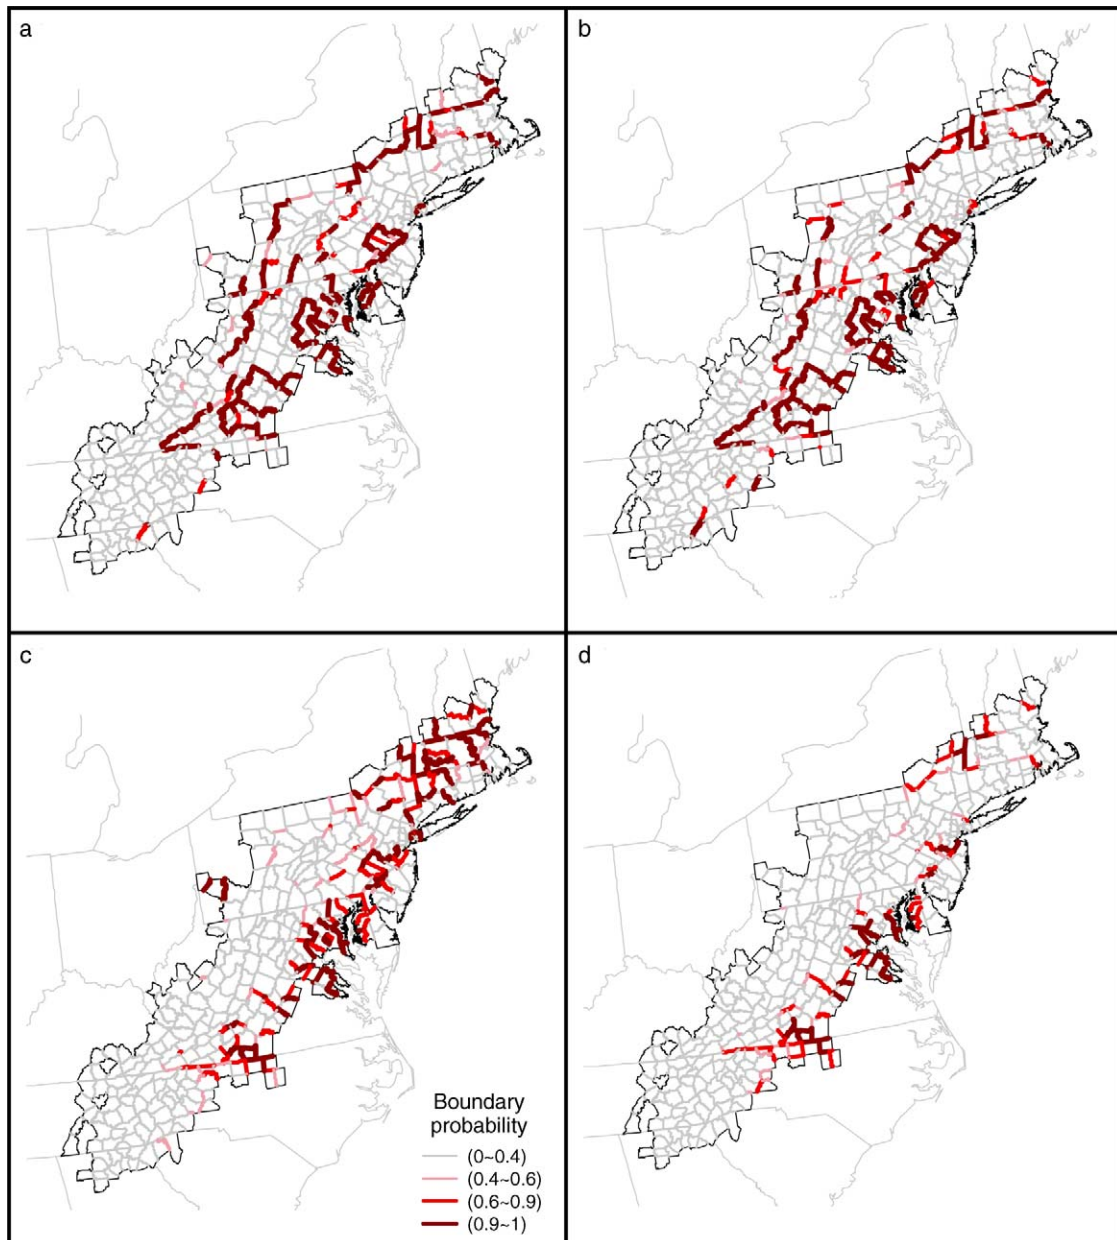 a
b
c
d
Boundary
probability
(0~0.4)
(0.4~0.6)
(0.6~0.9)
(0.9~1)